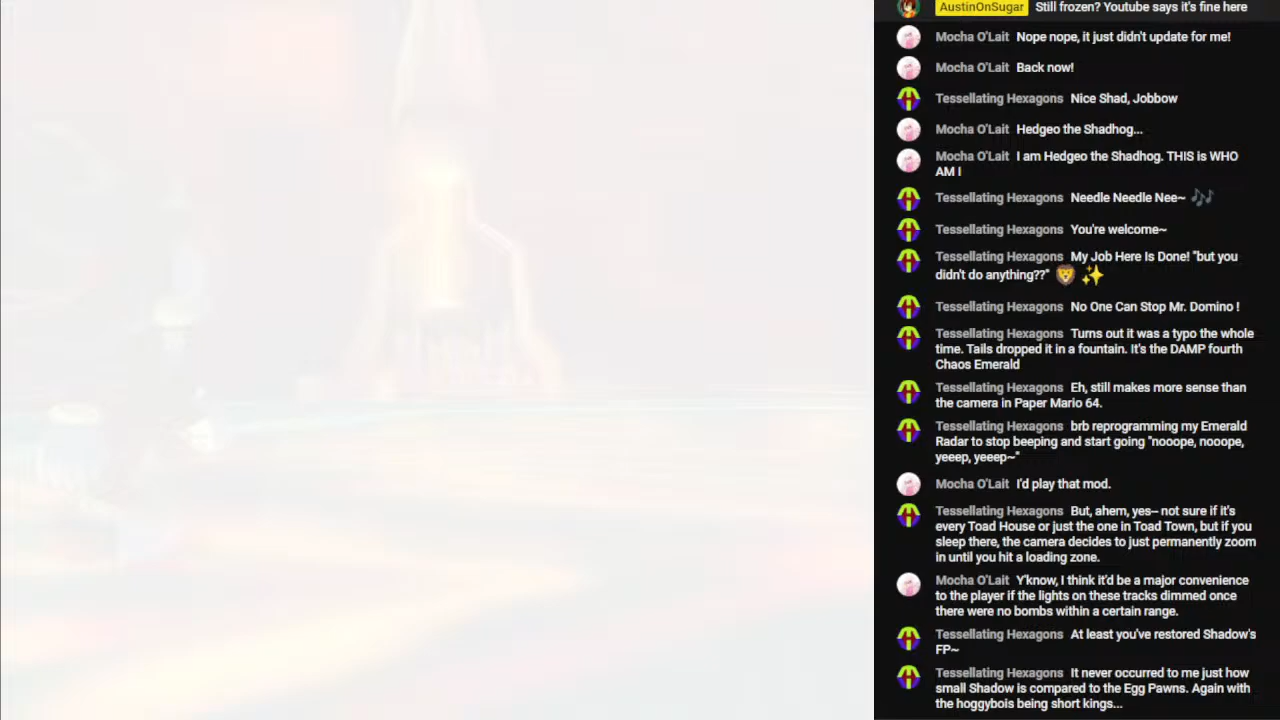 AustinOnSugar Still frozen? Youtube says it's fine here
Mocha O'Lait Nope nope, it just didn't update for me!
Mocha O'Lait Back now!
Tessellating Hexagons Nice Shad, Jobbow
Mocha O'Lait Hedgeo the Shadhog...
Mocha O'Lait I am Hedgeo the Shadhog. THIS is WHO
AM I
Tessellating Hexagons Needle Needle Nee~ 🎶
Tessellating Hexagons You're welcome~
Tessellating Hexagons My Job Here Is Done! "but you
didn't do anything??" 🦁 ✨
Tessellating Hexagons No One Can Stop Mr. Domino !
Tessellating Hexagons Turns out it was a typo the whole
time. Tails dropped it in a fountain. It's the DAMP fourth
Chaos Emerald
Tessellating Hexagons Eh, still makes more sense than
the camera in Paper Mario 64.
Tessellating Hexagons brb reprogramming my Emerald
Radar to stop beeping and start going "nooope, nooope,
yeeep, yeeep~"
Mocha O'Lait I'd play that mod.
Tessellating Hexagons But, ahem, yes-- not sure if it's
every Toad House or just the one in Toad Town, but if you
sleep there, the camera decides to just permanently zoom
in until you hit a loading zone.
Mocha O'Lait Y'know, I think it'd be a major convenience
to the player if the lights on these tracks dimmed once
there were no bombs within a certain range.
Tessellating Hexagons At least you've restored Shadow's
FP~
Tessellating Hexagons It never occurred to me just how
small Shadow is compared to the Egg Pawns. Again with
the hoggybois being short kings...